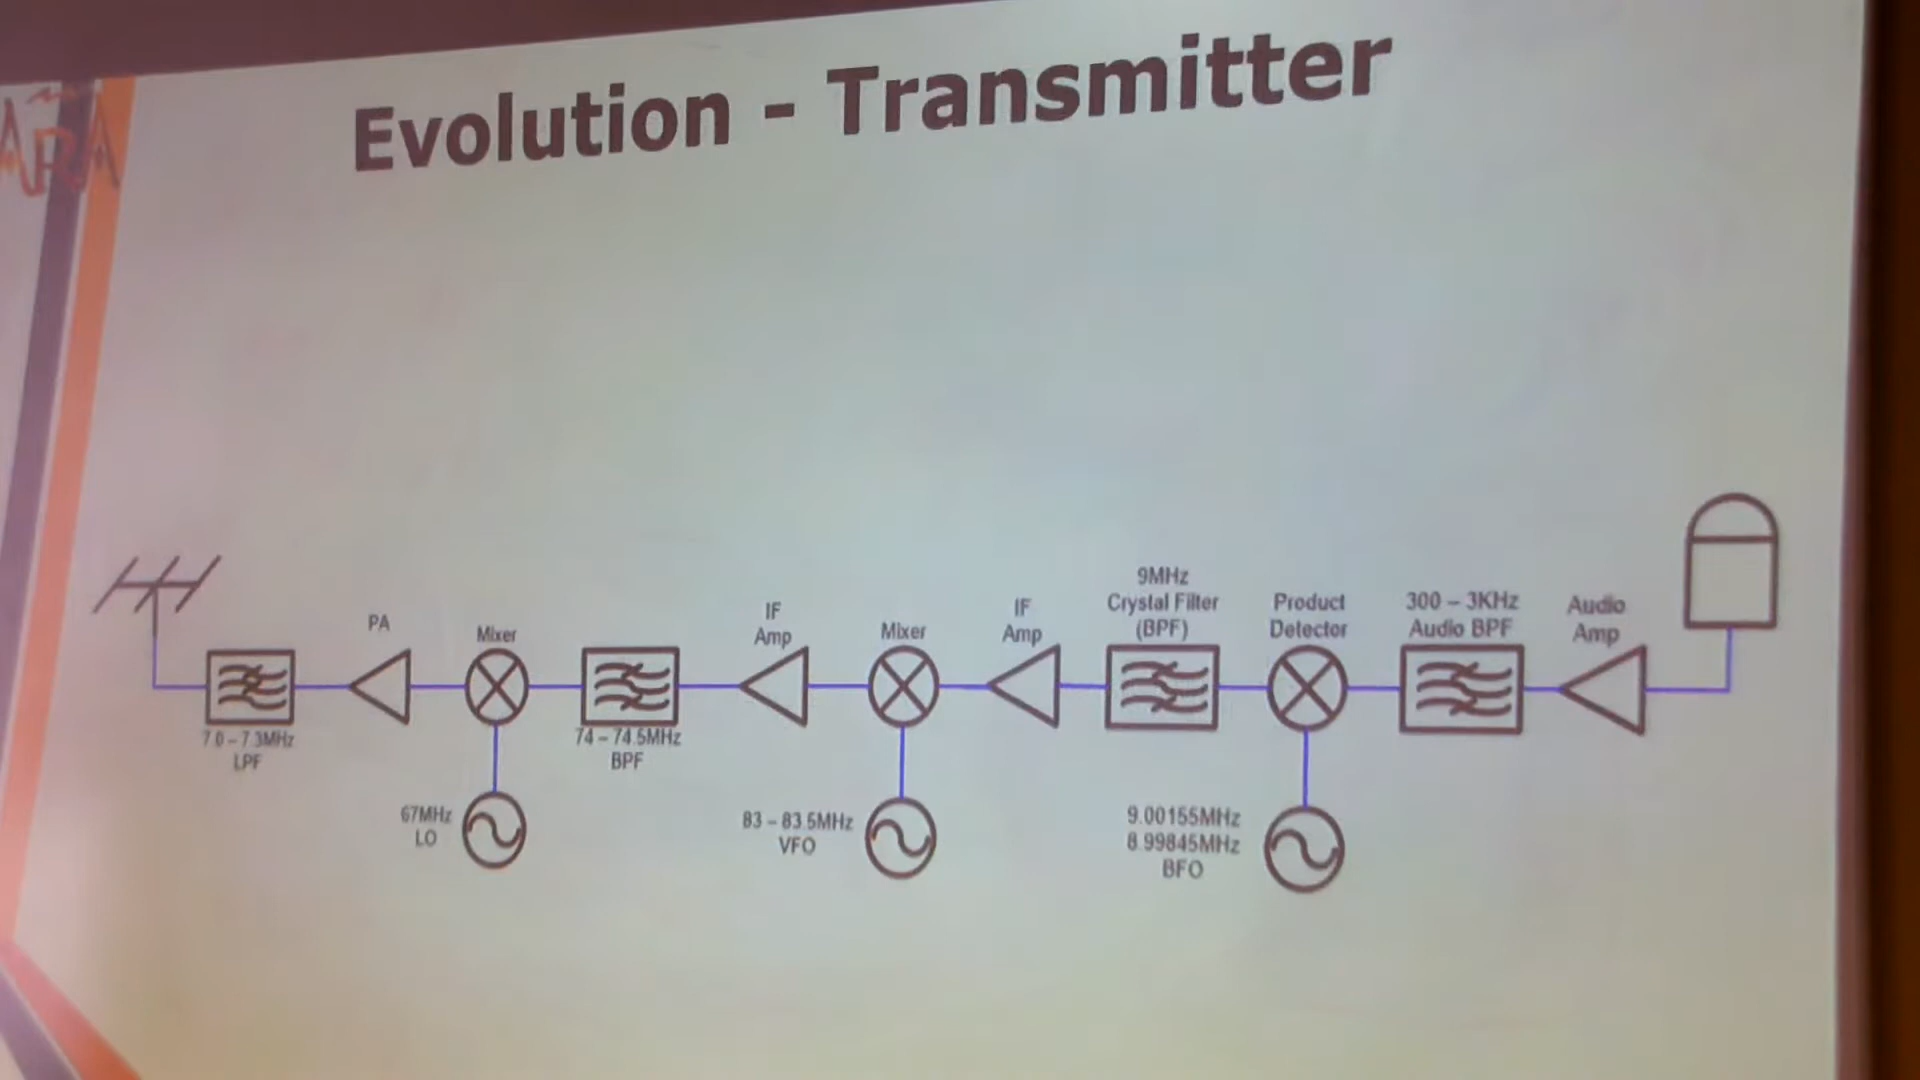 ARA
Evolution - Transmitter
PA
Mixer
IF
Amp
Mixer
IF
Amp
9MHz
Crystal Filter
(BPF)
Product
Detector
300 – 3KHz
Audio BPF
Audio
Amp
7.0 – 7.3MHz
LPF
74 – 74.5MHz
BPF
67MHz
LO
83 – 83.5MHz
VFO
9.00155MHz
8.99845MHz
BFO